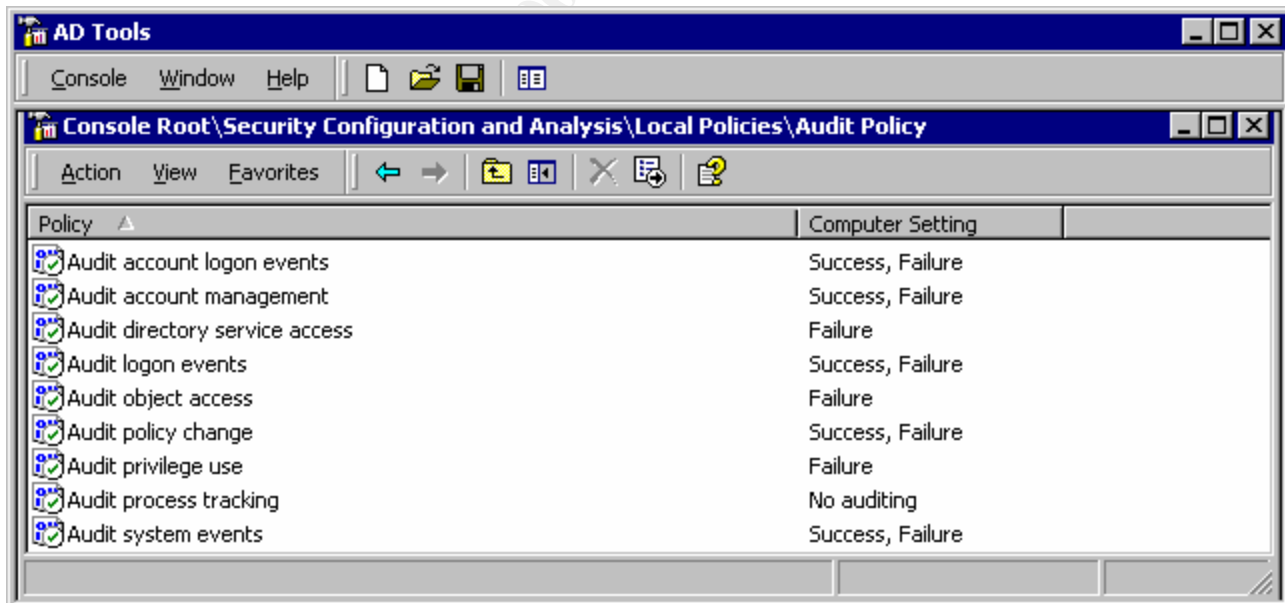 AD Tools
Console Window Help
Console Root\Security Configuration and Analysis\Local Policies\Audit Policy
Action View Favorites
Policy Computer Setting
Audit account logon events Success, Failure
Audit account management Success, Failure
Audit directory service access Failure
Audit logon events Success, Failure
Audit object access Failure
Audit policy change Success, Failure
Audit privilege use Failure
Audit process tracking No auditing
Audit system events Success, Failure